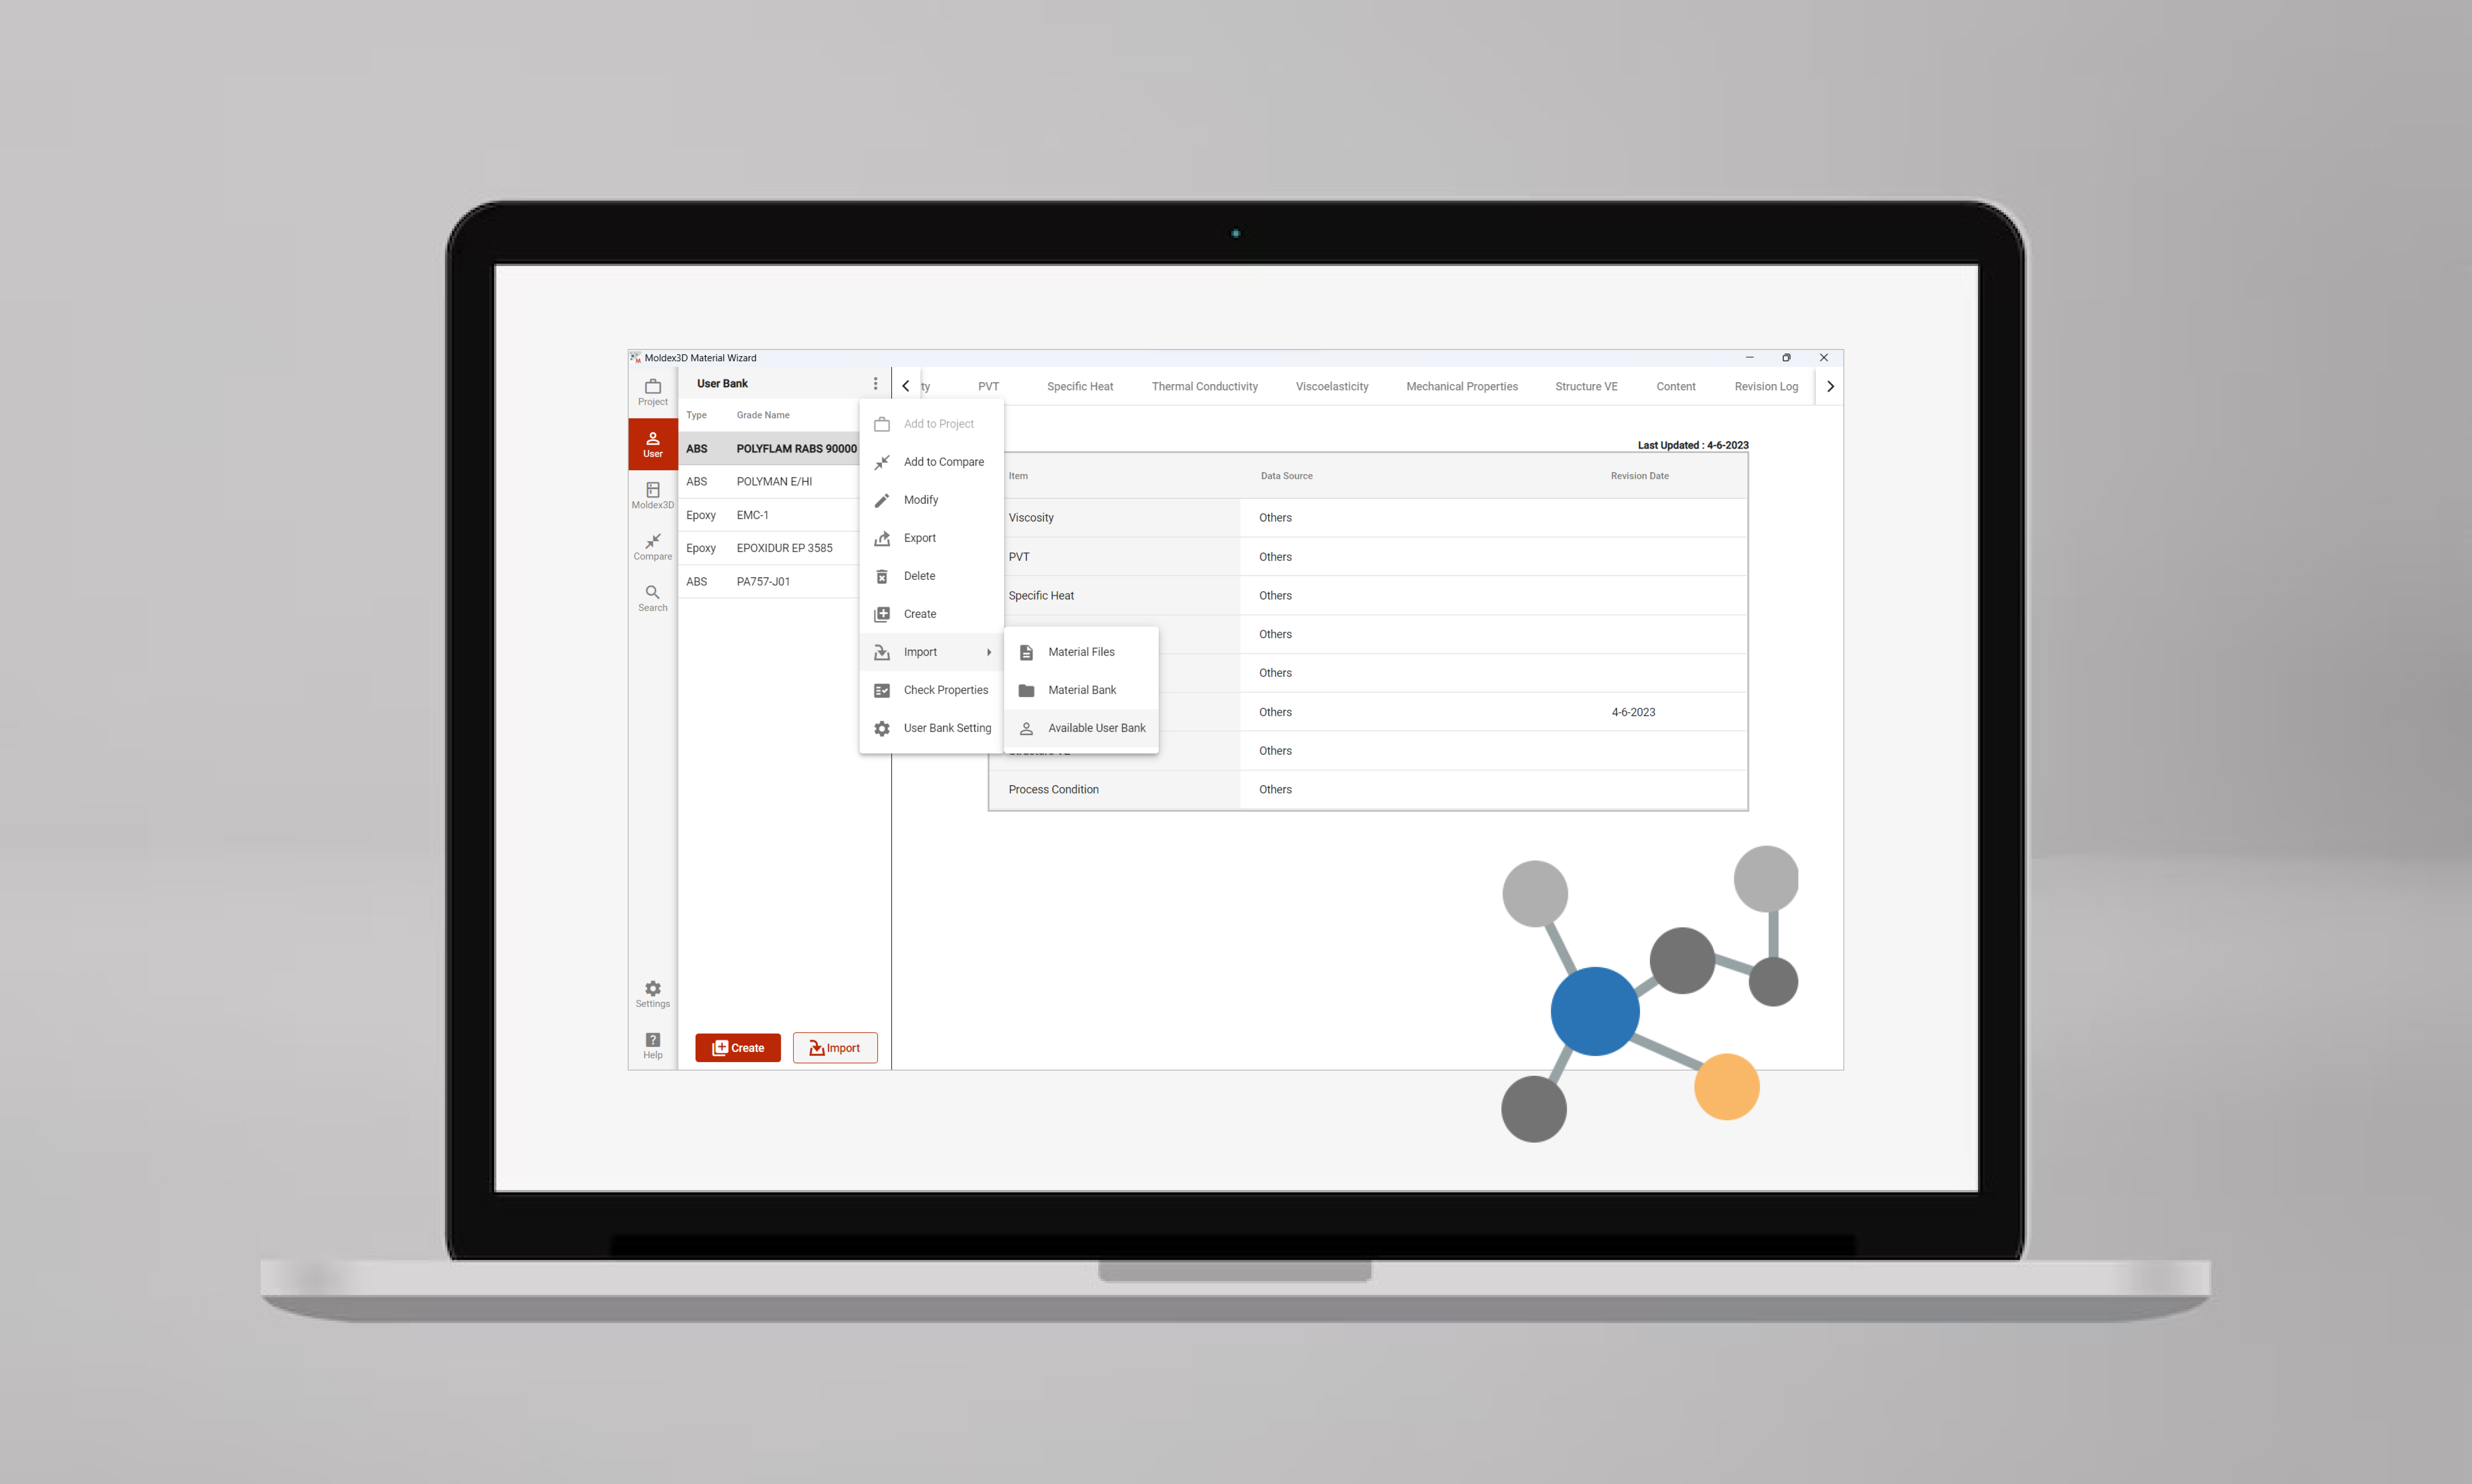 Moldex3D Material Wizard
Project
User
Moldex3D
Compare
Search
Settings
Help
User Bank
Type Grade Name
ABS POLYFLAM RABS 90000
ABS POLYMAN E/HI
Epoxy EMC-1
Epoxy EPOXIDUR EP 3585
ABS PA757-J01
Create Import
Add to Project
Add to Compare
Modify
Export
Delete
Create
Import
Check Properties
User Bank Setting
Material Files
Material Bank
Available User Bank
ty PVT Specific Heat Thermal Conductivity Viscoelasticity Mechanical Properties Structure VE Content Revision Log
Last Updated : 4-6-2023
Item Data Source Revision Date
Viscosity Others
PVT Others
Specific Heat Others
Others
Others
Others 4-6-2023
Others
Process Condition Others